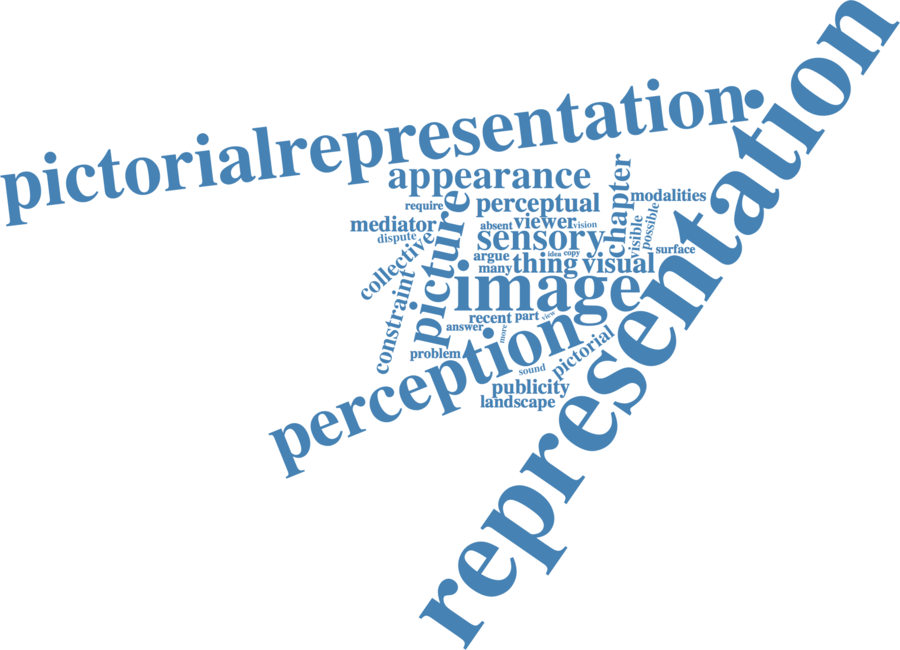 representation
pictorialrepresentation
appearance
chapter
modalities
require
perceptual
picture
mediator
absent
viewer
vision
visible
possible
dispute
sensory
collective
surface
argue
idea
copy
thing
visual
many
image
constraint
recent
part
view
answer
more
perception
pictorial
problem
sound
publicity
landscape